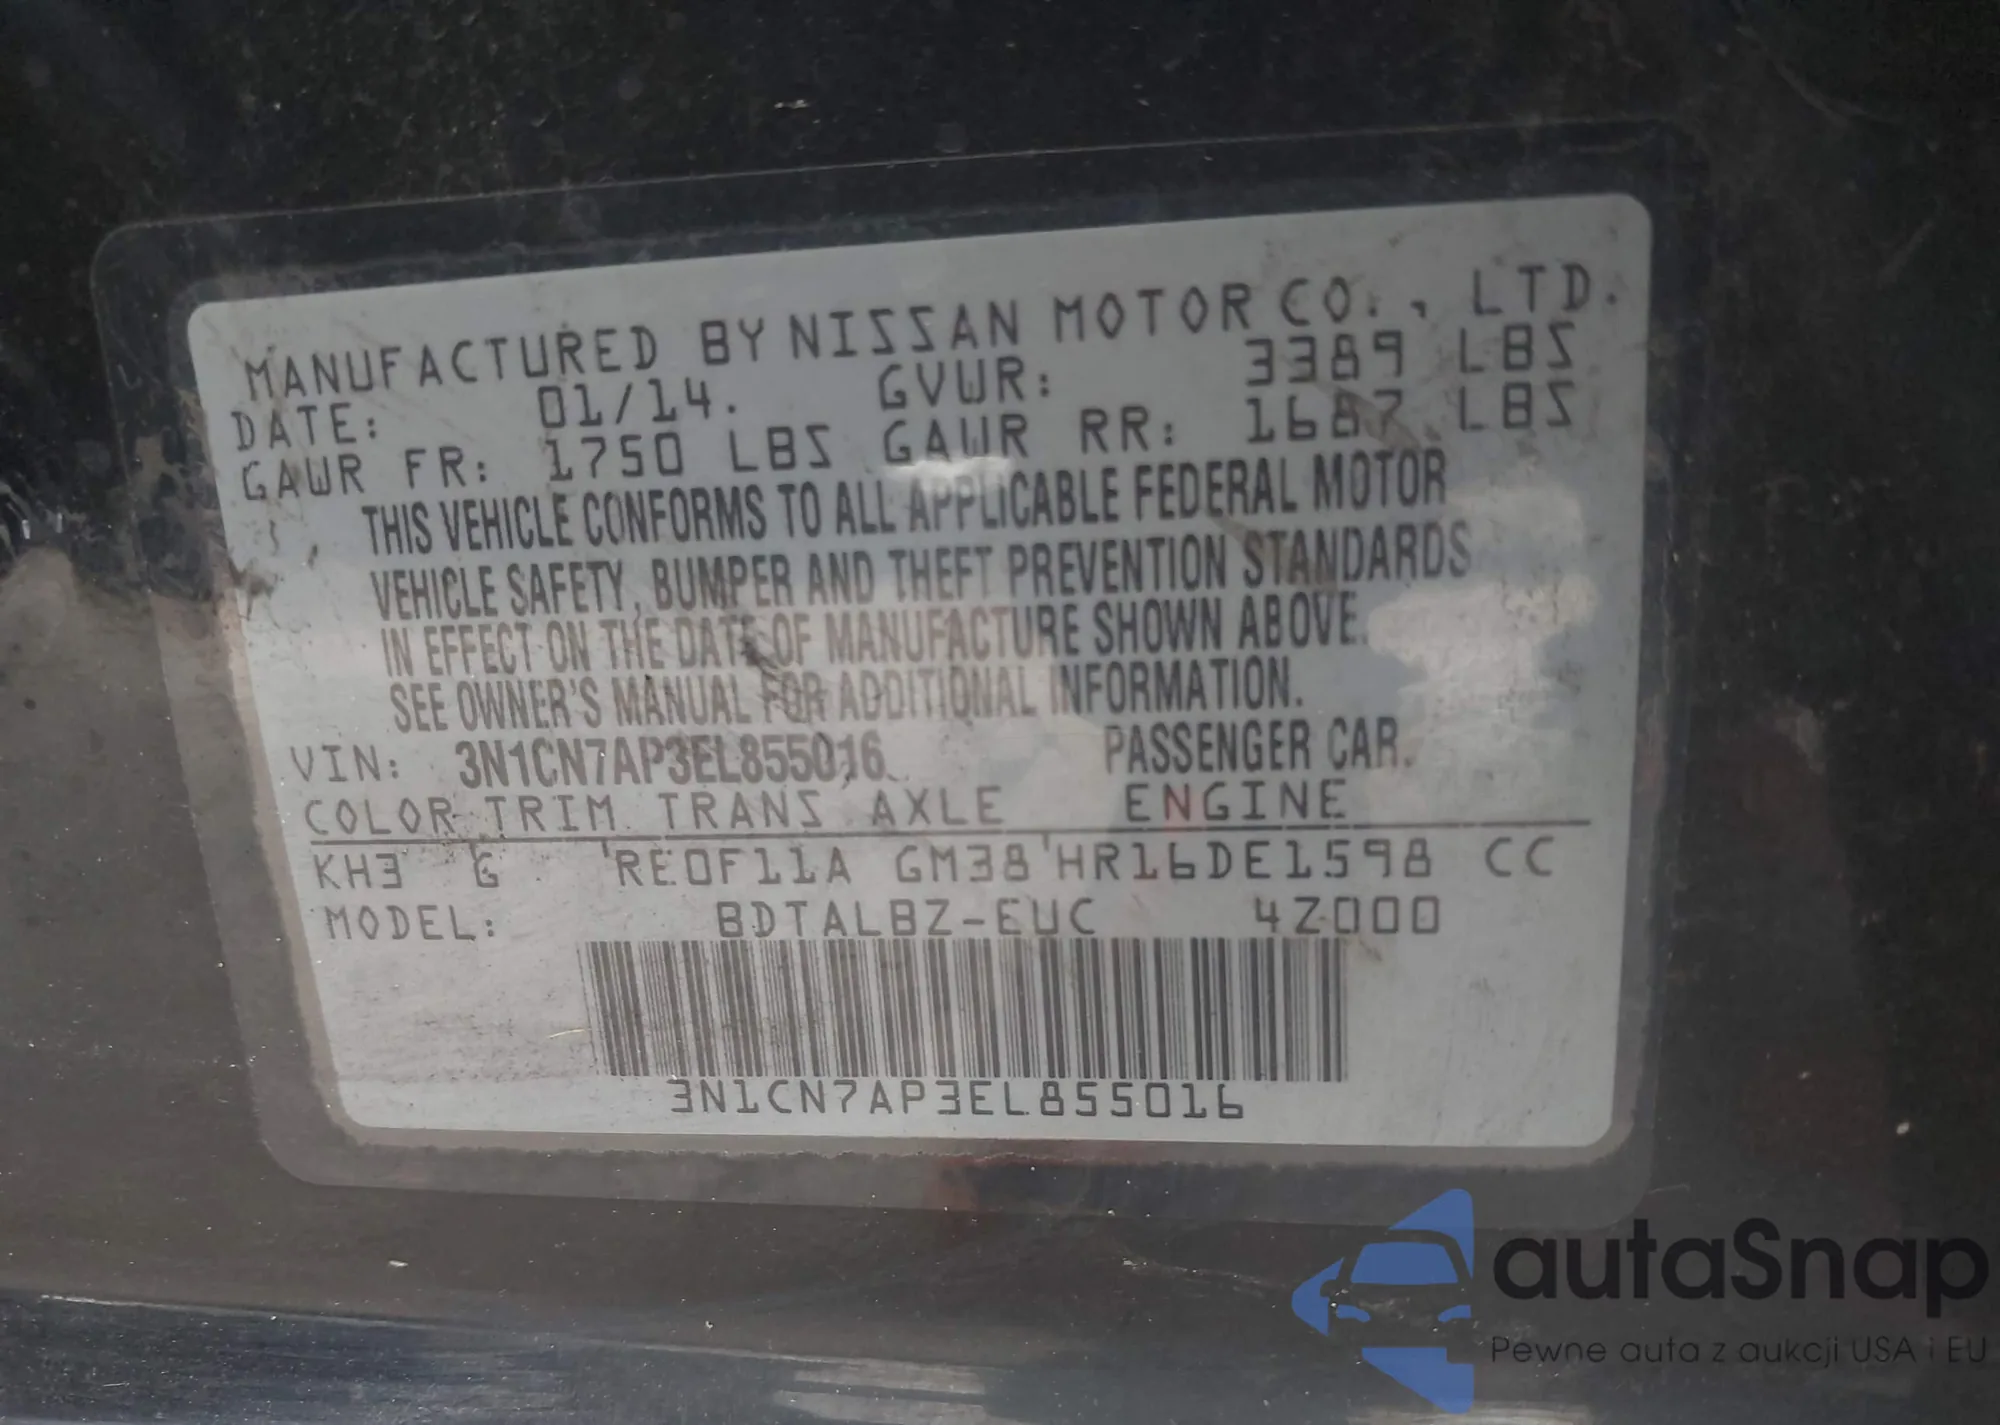 MANUFACTURED BY NISSAN MOTOR CO., LTD.
DATE: 01/14. GVWR: 3389 LBS
GAWR FR: 1750 LBS GAWR RR: 1687 LBS
THIS VEHICLE CONFORMS TO ALL APPLICABLE FEDERAL MOTOR
VEHICLE SAFETY, BUMPER AND THEFT PREVENTION STANDARDS
IN EFFECT ON THE DATE OF MANUFACTURE SHOWN ABOVE.
SEE OWNER'S MANUAL FOR ADDITIONAL INFORMATION.
VIN: 3N1CN7AP3EL855016 PASSENGER CAR.
COLOR TRIM TRANS AXLE ENGINE
KH3 G RE0F11A GM38 HR16DE1598 CC
MODEL: BDTALBZ-EUC 4Z000
3N1CN7AP3EL855016
autaSnap
Pewne auta z aukcji USA i EU